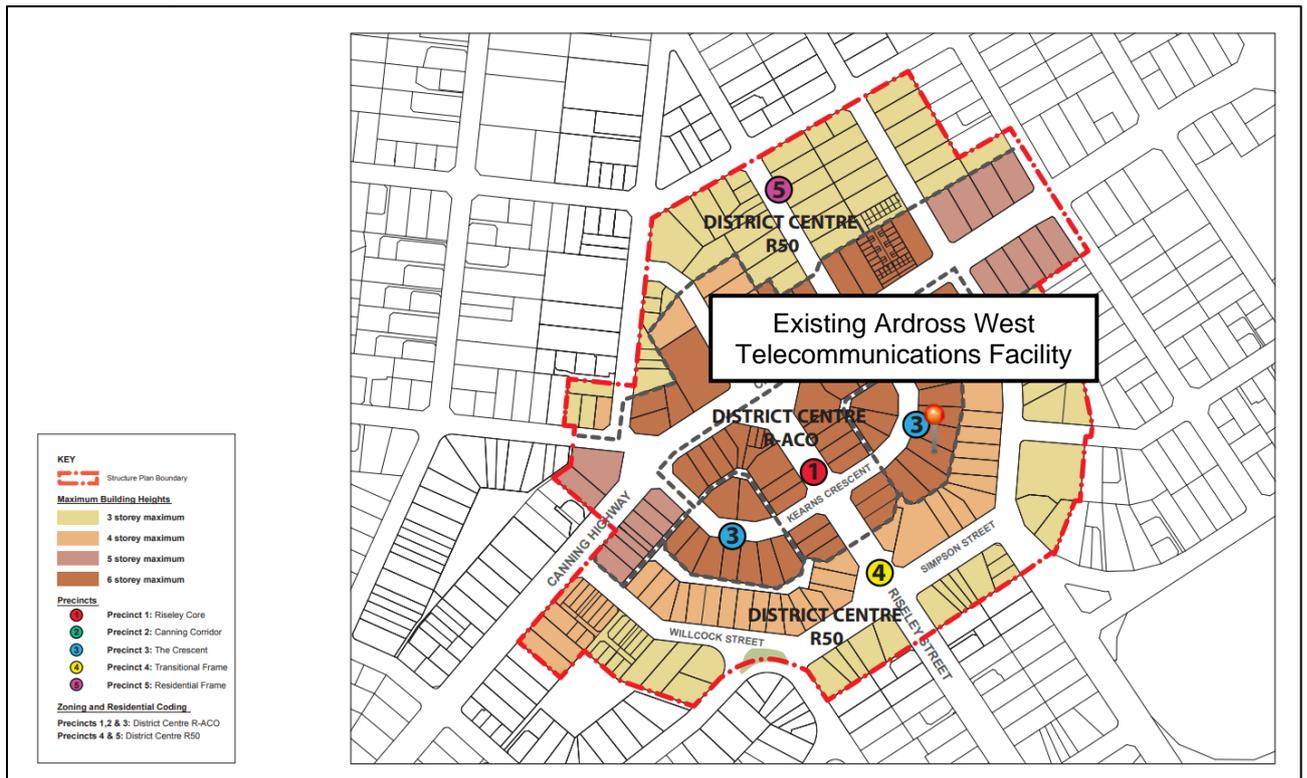 5
DISTRICT CENTRE
R50
Existing Ardross West
Telecommunications Facility
DISTRICT CENTRE
R-ACO
3
1
KEARNS CRESCENT
3
CANNING HIGHWAY
SIMPSON STREET
4
RISELEY STREET
DISTRICT CENTRE
R50
WILLCOCK STREET
KEY
Structure Plan Boundary
Maximum Building Heights
3 storey maximum
4 storey maximum
5 storey maximum
6 storey maximum
Precincts
1 Precinct 1: Riseley Core
2 Precinct 2: Canning Corridor
3 Precinct 3: The Crescent
4 Precinct 4: Transitional Frame
5 Precinct 5: Residential Frame
Zoning and Residential Coding
Precincts 1,2 & 3: District Centre R-ACO
Precincts 4 & 5: District Centre R50